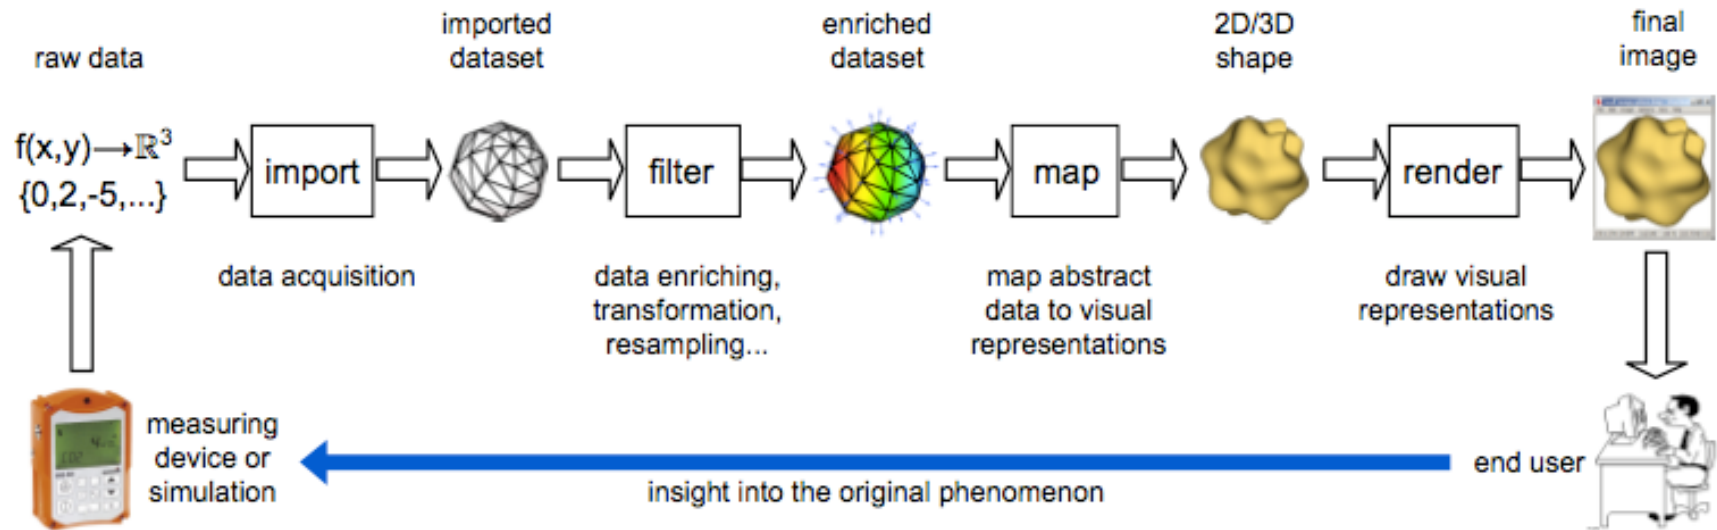 raw data
imported
dataset
enriched
dataset
2D/3D
shape
final
image
f(x,y)→ℝ³
{0,2,-5,...}
import
filter
map
render
data acquisition
data enriching,
transformation,
resampling...
map abstract
data to visual
representations
draw visual
representations
measuring
device or
simulation
end user
insight into the original phenomenon